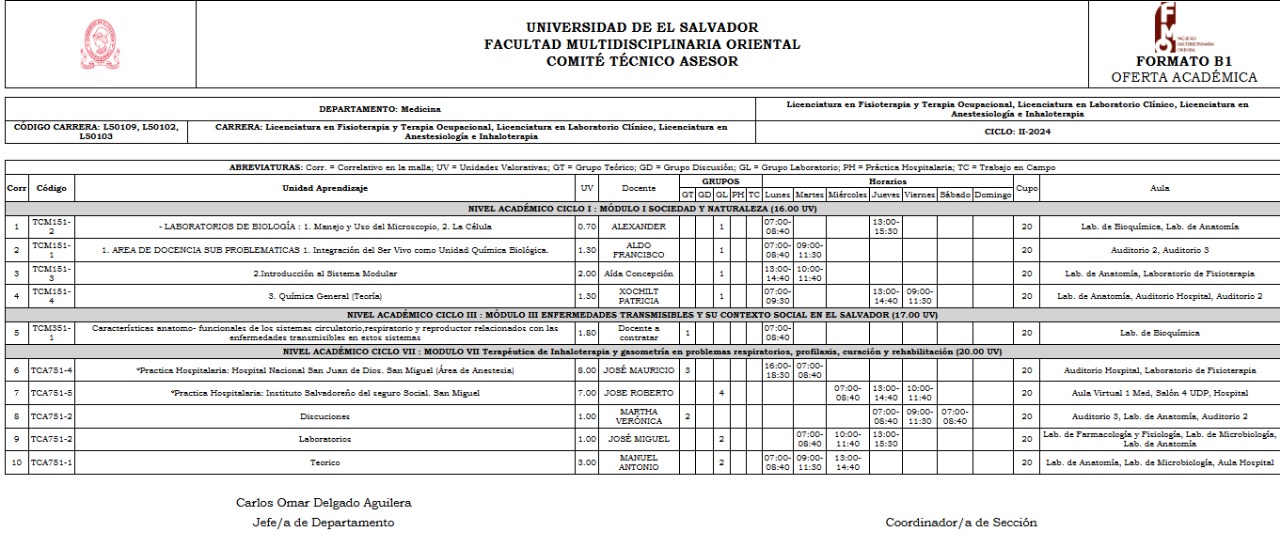 UNIVERSIDAD DE EL SALVADOR
FACULTAD MULTIDISCIPLINARIA ORIENTAL
COMITÉ TÉCNICO ASESOR
FMO
FACULTAD
MULTIDISCIPLINARIA
ORIENTAL
FORMATO B1
OFERTA ACADÉMICA
DEPARTAMENTO: Medicina
Licenciatura en Fisioterapia y Terapia Ocupacional, Licenciatura en Laboratorio Clínico, Licenciatura en
Anestesiología e Inhaloterapia
CÓDIGO CARRERA: L50109, L50102,
L50103
CARRERA: Licenciatura en Fisioterapia y Terapia Ocupacional, Licenciatura en Laboratorio Clínico, Licenciatura en
Anestesiología e Inhaloterapia
CICLO: II-2024
ABREVIATURAS: Corr. = Correlativo en la malla; UV = Unidades Valorativas; GT = Grupo Teórico; GD = Grupo Discusión; GL = Grupo Laboratorio; PH = Práctica Hospitalaria; TC = Trabajo en Campo
Corr Código Unidad Aprendizaje UV Docente GRUPOS Horarios Cupo Aula
GT GD GL PH TC Lunes Martes Miércoles Jueves Viernes Sábado Domingo
NIVEL ACADÉMICO CICLO I : MÓDULO I SOCIEDAD Y NATURALEZA (16.00 UV)
1 TCM151-2 - LABORATORIOS DE BIOLOGÍA : 1. Manejo y Uso del Microscopio, 2. La Célula 0.70 ALEXANDER 1 07:00-08:40 13:00-15:30 20 Lab. de Bioquímica, Lab. de Anatomía
2 TCM151-1 1. AREA DE DOCENCIA SUB PROBLEMATICAS 1. Integración del Ser Vivo como Unidad Química Biológica. 1.30 ALDO FRANCISCO 1 07:00-08:40 09:00-11:30 20 Auditorio 2, Auditorio 3
3 TCM151-3 2.Introducción al Sistema Modular 2.00 Aída Concepción 1 13:00-14:40 10:00-11:40 20 Lab. de Anatomía, Laboratorio de Fisioterapia
4 TCM151-4 3. Química General (Teoría) 1.30 XOCHILT PATRICIA 1 07:00-09:30 13:00-14:40 09:00-11:30 20 Lab. de Anatomía, Auditorio Hospital, Auditorio 2
NIVEL ACADÉMICO CICLO III : MÓDULO III ENFERMEDADES TRANSMISIBLES Y SU CONTEXTO SOCIAL EN EL SALVADOR (17.00 UV)
5 TCM351-1 Características anatomo- funcionales de los sistemas circulatorio,respiratorio y reproductor relacionados con las enfermedades transmisibles en estos sistemas 1.80 Docente a contratar 1 07:00-08:40 20 Lab. de Bioquímica
NIVEL ACADÉMICO CICLO VII : MODULO VII Terapéutica de Inhaloterapia y gasometría en problemas respiratorios, profilaxis, curación y rehabilitación (20.00 UV)
6 TCA751-4 *Practica Hospitalaria: Hospital Nacional San Juan de Dios. San Miguel (Área de Anestesia) 8.00 JOSÉ MAURICIO 3 16:00-18:30 07:00-08:40 20 Auditorio Hospital, Laboratorio de Fisioterapia
7 TCA751-5 *Practica Hospitalaria: Instituto Salvadoreño del seguro Social. San Miguel 7.00 JOSE ROBERTO 4 07:00-08:40 13:00-14:40 10:00-11:40 20 Aula Virtual 1 Med, Salón 4 UDP, Hospital
8 TCA751-2 Discuciones 1.00 MARTHA VERÓNICA 2 07:00-08:40 09:00-11:30 07:00-08:40 20 Auditorio 3, Lab. de Anatomía, Auditorio 2
9 TCA751-2 Laboratorios 1.00 JOSÉ MIGUEL 2 07:00-08:40 10:00-11:40 13:00-15:30 20 Lab. de Farmacología y Fisiología, Lab. de Microbiología, Lab. de Anatomía
10 TCA751-1 Teorico 3.00 MANUEL ANTONIO 2 07:00-08:40 09:00-11:30 13:00-14:40 20 Lab. de Anatomía, Lab. de Microbiología, Aula Hospital
Carlos Omar Delgado Aguilera
Jefe/a de Departamento
Coordinador/a de Sección